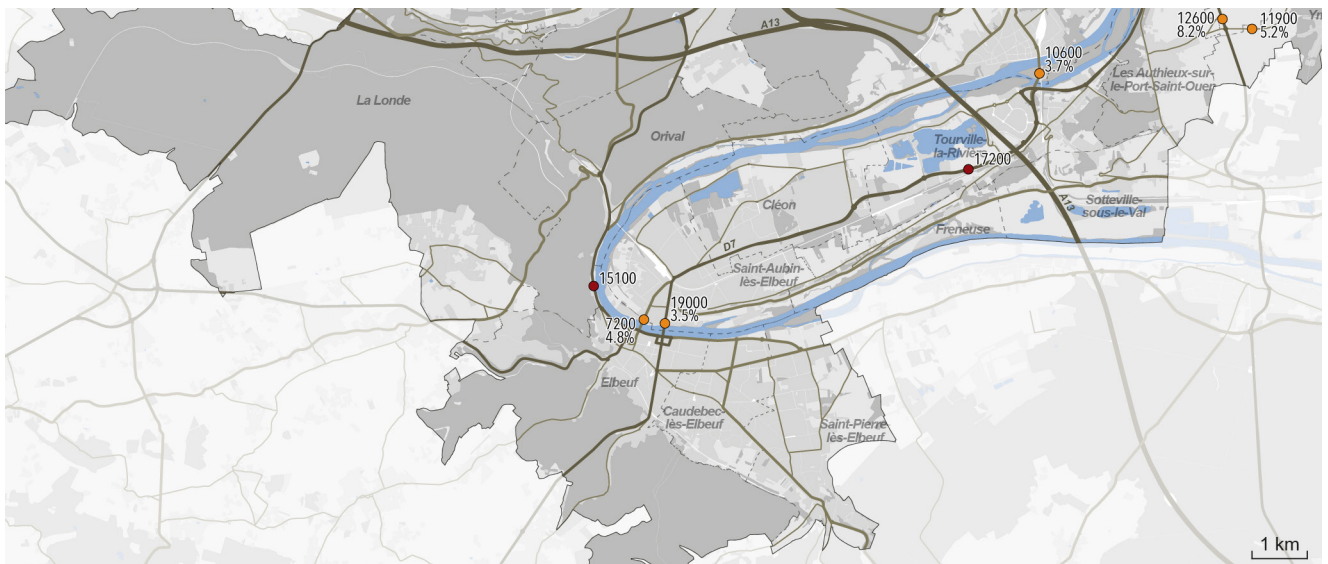 12600
8.2%
11900
5.2%
A13
10600
3.7%
Les Authieux-sur-
le-Port-Saint-Ouen
La Londe
Orival
Tourville-
la-Rivière
17200
Cléon
A13
Sotteville-
sous-le-Val
Freneuse
D7
Saint-Aubin-
lès-Elbeuf
15100
19000
3.5%
7200
4.8%
Elbeuf
Caudebec-
lès-Elbeuf
Saint-Pierre
lès-Elbeuf
1 km